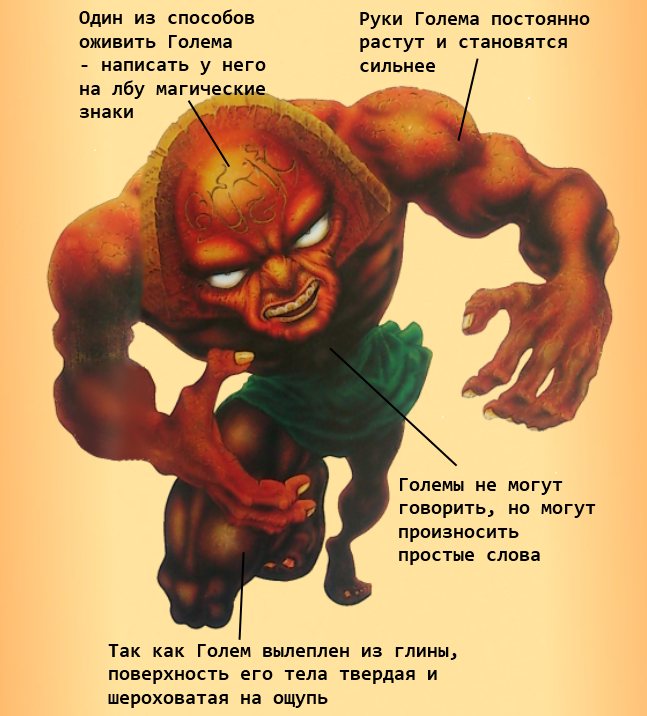 Один из способов
оживить Голема
- написать у него
на лбу магические
знаки
Руки Голема постоянно
растут и становятся
сильнее
Големы не могут
говорить, но могут
произносить
простые слова
Так как Голем вылеплен из глины,
поверхность его тела твердая и
шероховатая на ощупь